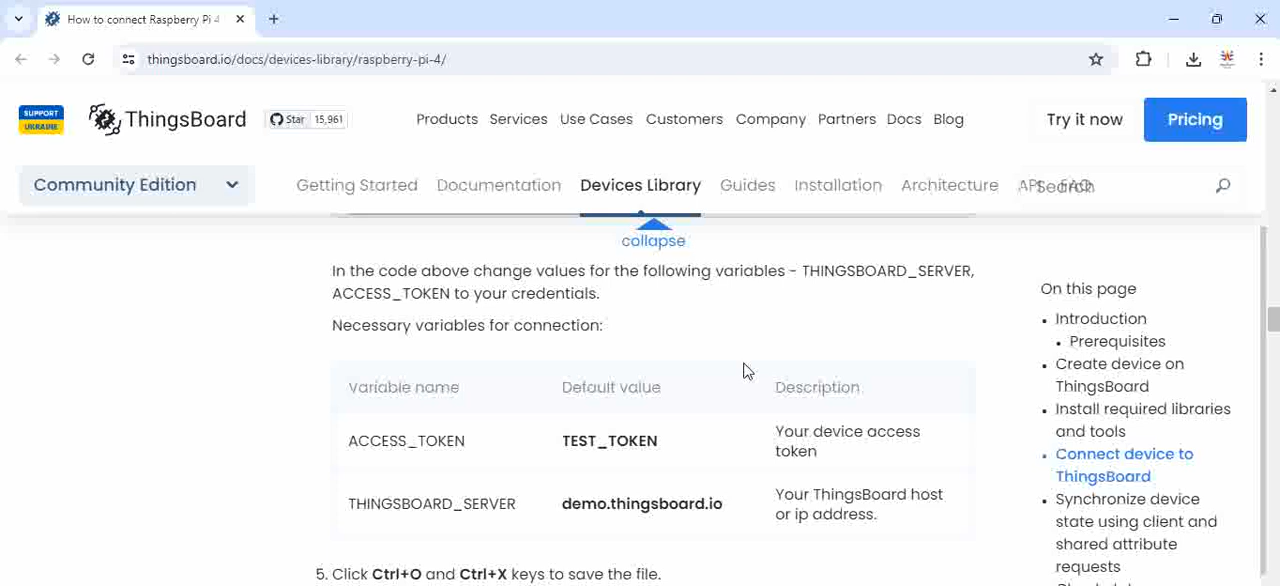 How to connect Raspberry Pi 4
thingsboard.io/docs/devices-library/raspberry-pi-4/
SUPPORT
UKRAINE
ThingsBoard
Star 15,961
Products Services Use Cases Customers Company Partners Docs Blog
Try it now
Pricing
Community Edition
Getting Started Documentation Devices Library Guides Installation Architecture API FAQ
Search
collapse
In the code above change values for the following variables - THINGSBOARD_SERVER,
ACCESS_TOKEN to your credentials.
Necessary variables for connection:
Variable name Default value Description
ACCESS_TOKEN TEST_TOKEN Your device access
token
THINGSBOARD_SERVER demo.thingsboard.io Your ThingsBoard host
or ip address.
5. Click Ctrl+O and Ctrl+X keys to save the file.
On this page
Introduction
Prerequisites
Create device on
ThingsBoard
Install required libraries
and tools
Connect device to
ThingsBoard
Synchronize device
state using client and
shared attribute
requests